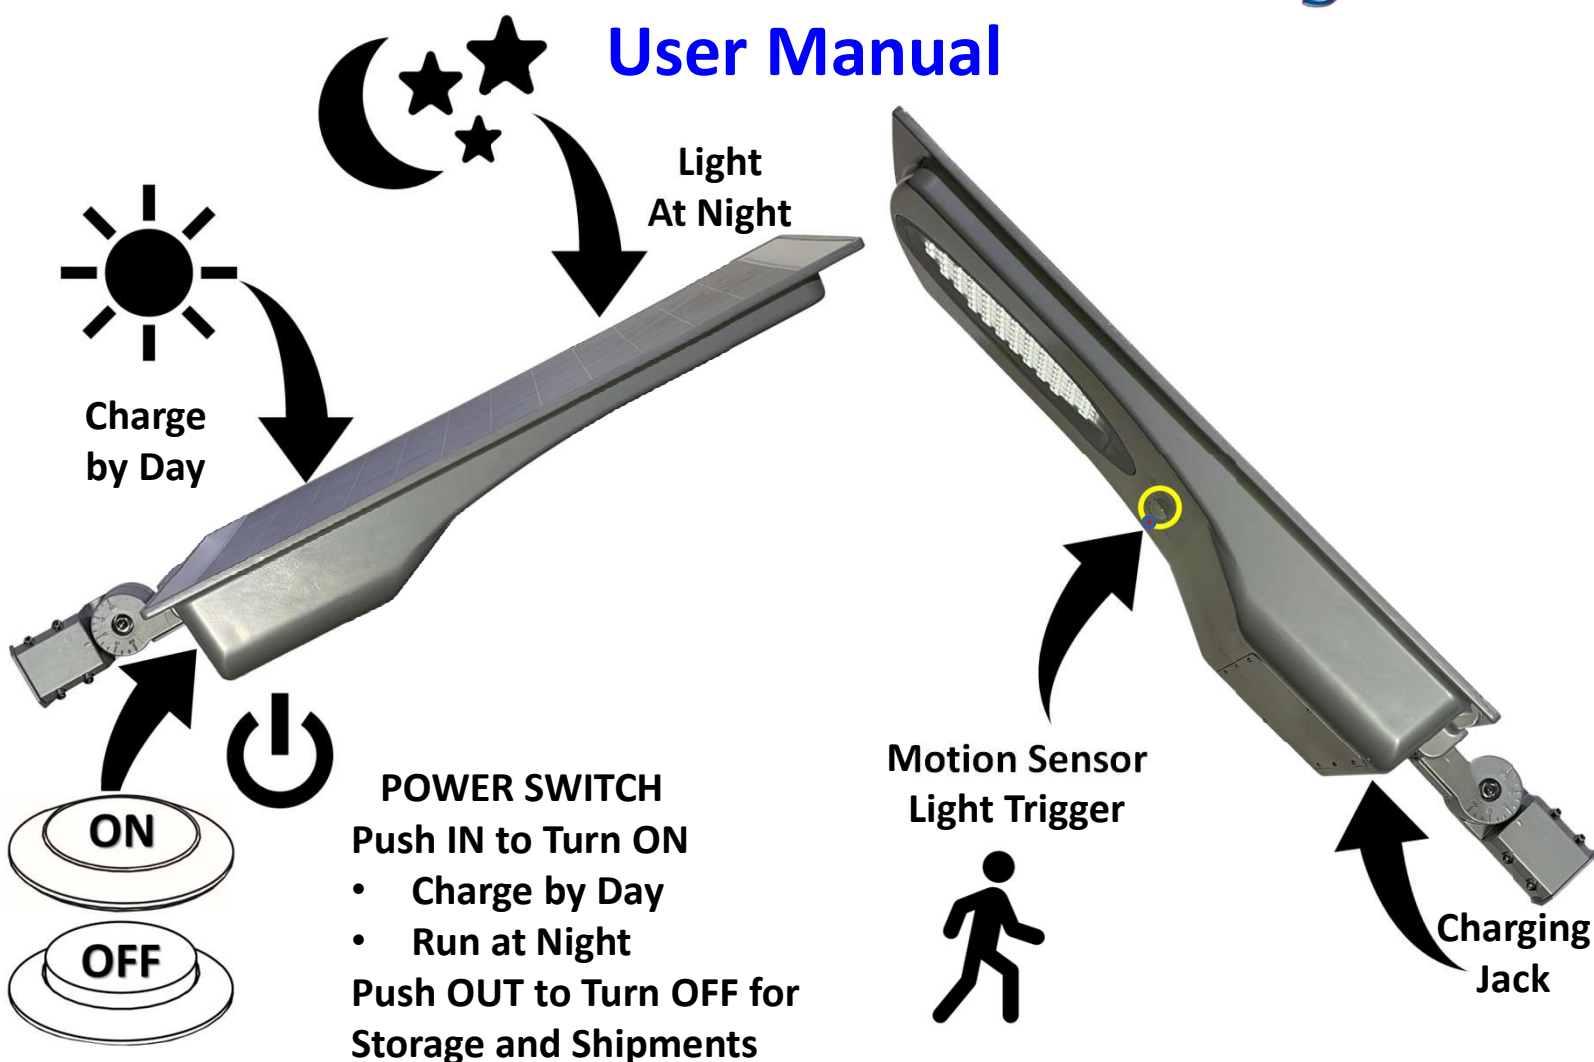 User Manual
Light
At Night
Charge
by Day
POWER SWITCH
Push IN to Turn ON
• Charge by Day
• Run at Night
Push OUT to Turn OFF for
Storage and Shipments
ON
OFF
Motion Sensor
Light Trigger
Charging
Jack